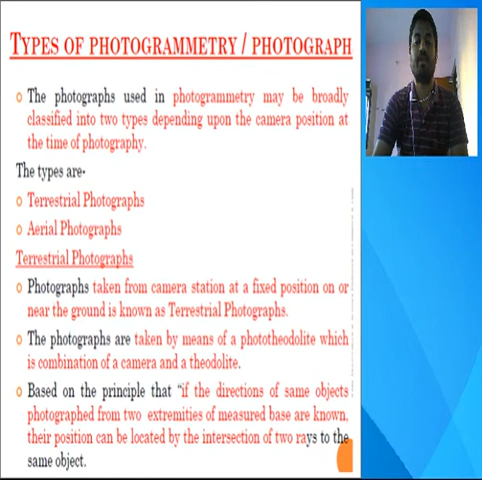 TYPES OF PHOTOGRAMMETRY / PHOTOGRAPH
The photographs used in photogrammetry may be broadly
classified into two types depending upon the camera position at
the time of photography.
The types are-
Terrestrial Photographs
Aerial Photographs
Terrestrial Photographs
Photographs taken from camera station at a fixed position on or
near the ground is known as Terrestrial Photographs.
The photographs are taken by means of a phototheodolite which
is combination of a camera and a theodolite.
Based on the principle that “if the directions of same objects
photographed from two extremities of measured base are known,
their position can be located by the intersection of two rays to the
same object.